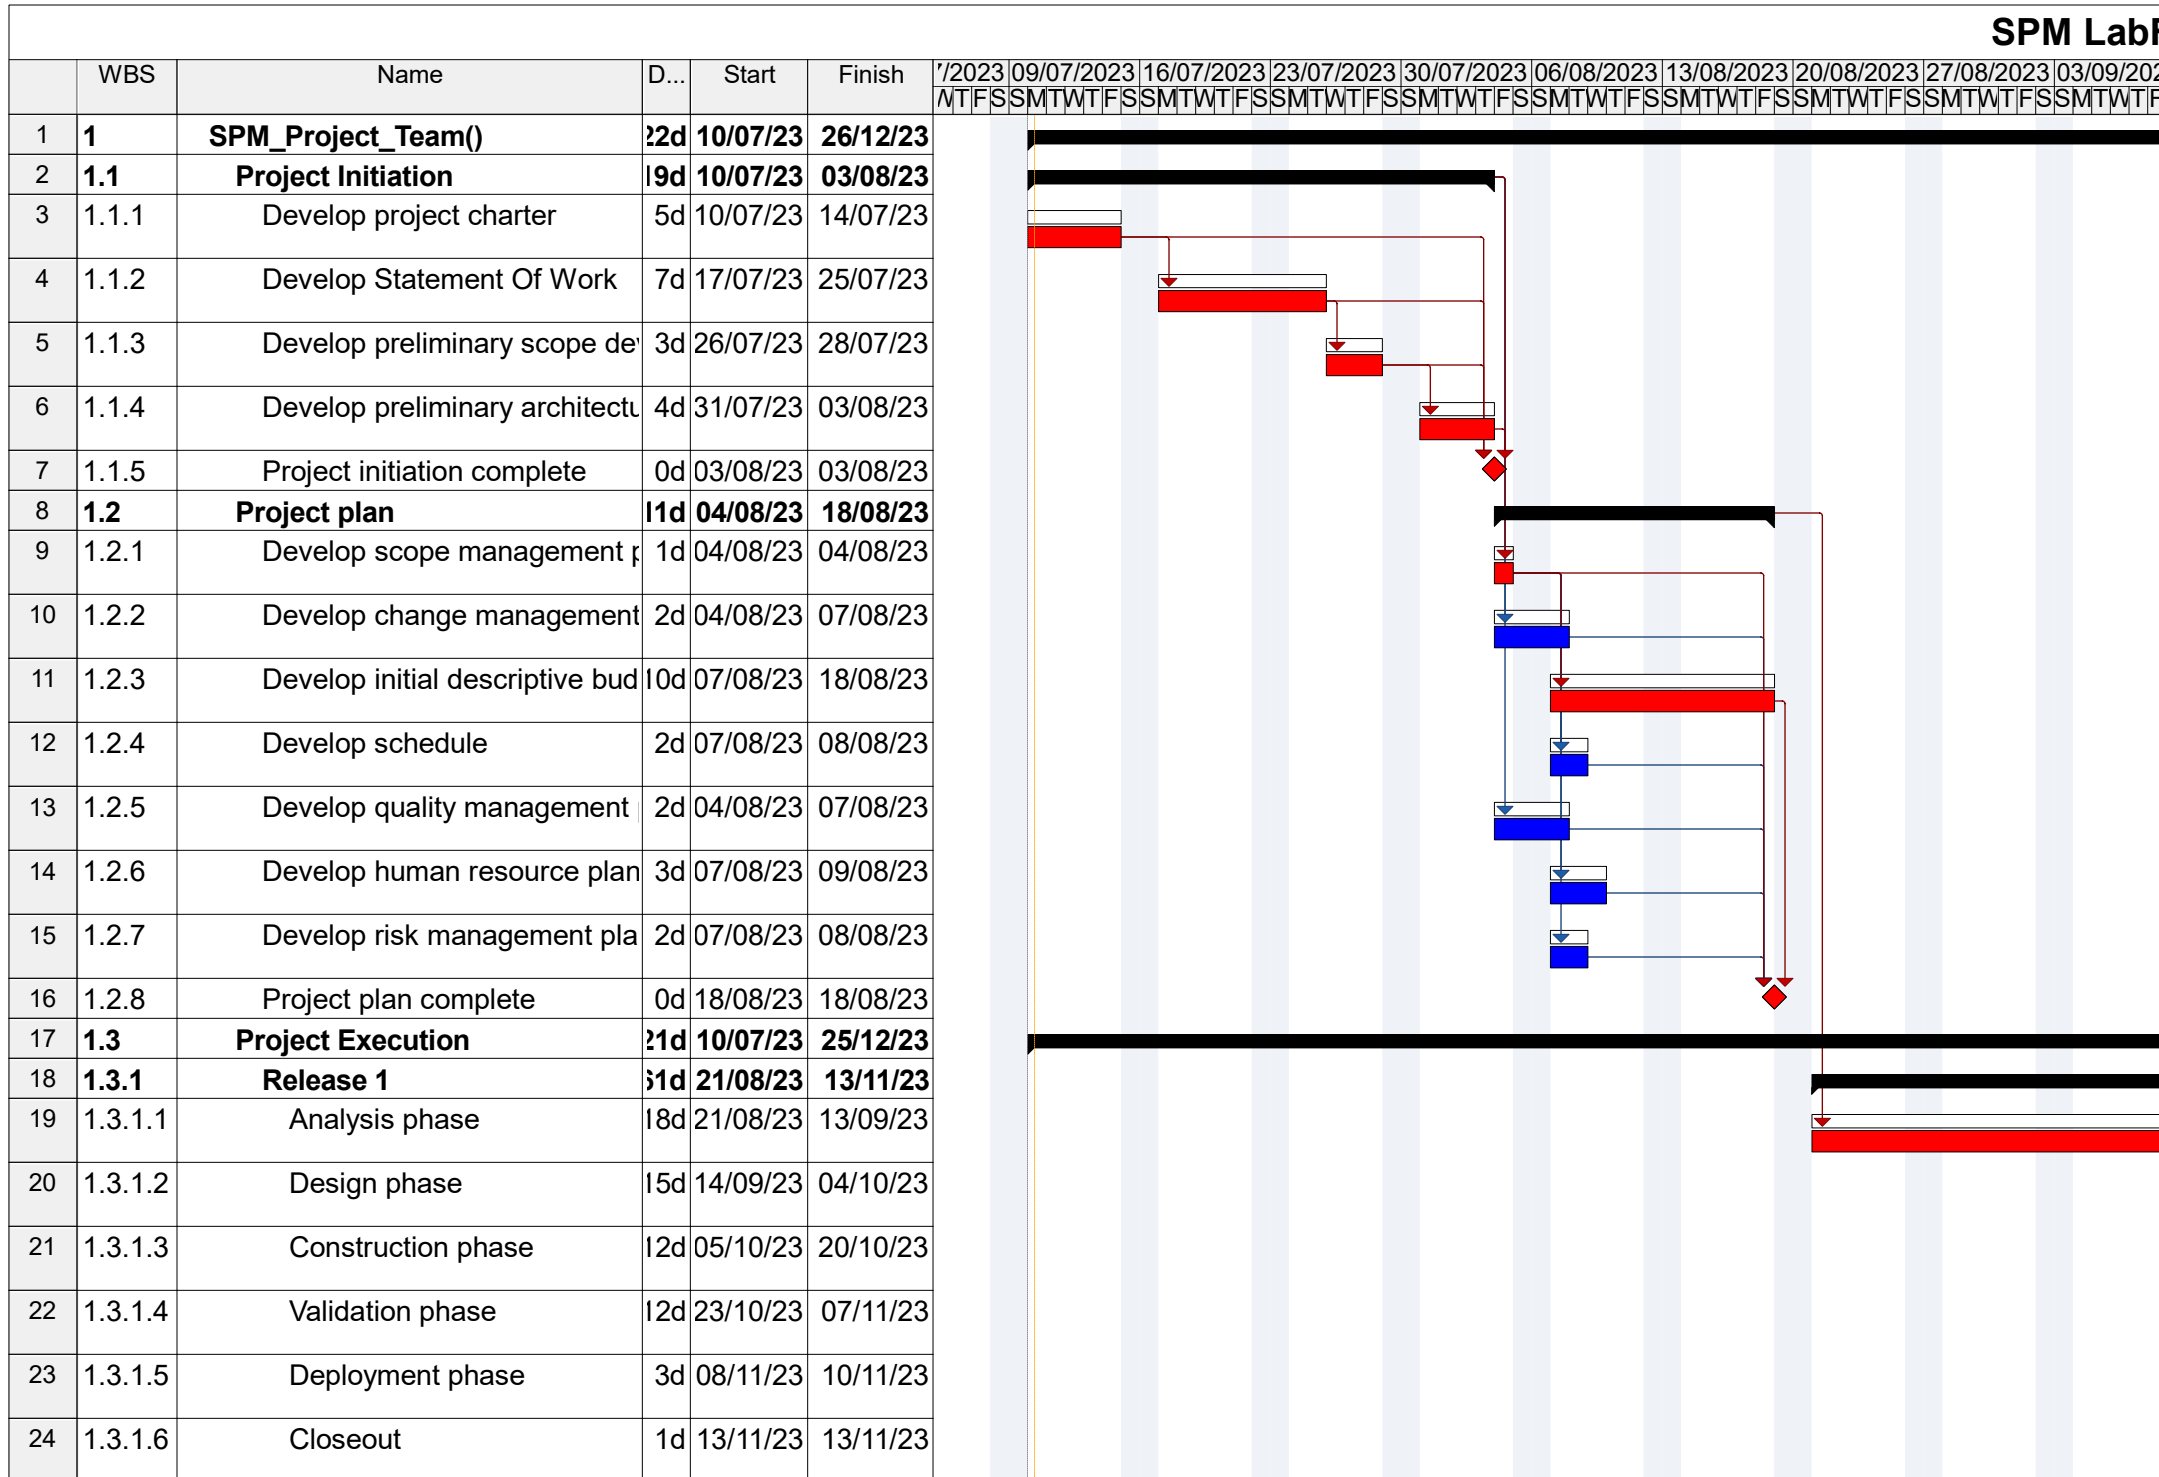 SPM Lab
WBS Name D... Start Finish /2023 09/07/2023 16/07/2023 23/07/2023 30/07/2023 06/08/2023 13/08/2023 20/08/2023 27/08/2023 03/09/202
W T F S S M T W T F S S M T W T F S S M T W T F S S M T W T F S S M T W T F S S M T W T F S S M T W T F S S M T W T F S S M T W T F
1 1 SPM_Project_Team() 22d 10/07/23 26/12/23
2 1.1 Project Initiation 19d 10/07/23 03/08/23
3 1.1.1 Develop project charter 5d 10/07/23 14/07/23
4 1.1.2 Develop Statement Of Work 7d 17/07/23 25/07/23
5 1.1.3 Develop preliminary scope de 3d 26/07/23 28/07/23
6 1.1.4 Develop preliminary architectu 4d 31/07/23 03/08/23
7 1.1.5 Project initiation complete 0d 03/08/23 03/08/23
8 1.2 Project plan 11d 04/08/23 18/08/23
9 1.2.1 Develop scope management 1d 04/08/23 04/08/23
10 1.2.2 Develop change management 2d 04/08/23 07/08/23
11 1.2.3 Develop initial descriptive bud 10d 07/08/23 18/08/23
12 1.2.4 Develop schedule 2d 07/08/23 08/08/23
13 1.2.5 Develop quality management 2d 04/08/23 07/08/23
14 1.2.6 Develop human resource plan 3d 07/08/23 09/08/23
15 1.2.7 Develop risk management pla 2d 07/08/23 08/08/23
16 1.2.8 Project plan complete 0d 18/08/23 18/08/23
17 1.3 Project Execution 21d 10/07/23 25/12/23
18 1.3.1 Release 1 61d 21/08/23 13/11/23
19 1.3.1.1 Analysis phase 18d 21/08/23 13/09/23
20 1.3.1.2 Design phase 15d 14/09/23 04/10/23
21 1.3.1.3 Construction phase 12d 05/10/23 20/10/23
22 1.3.1.4 Validation phase 12d 23/10/23 07/11/23
23 1.3.1.5 Deployment phase 3d 08/11/23 10/11/23
24 1.3.1.6 Closeout 1d 13/11/23 13/11/23